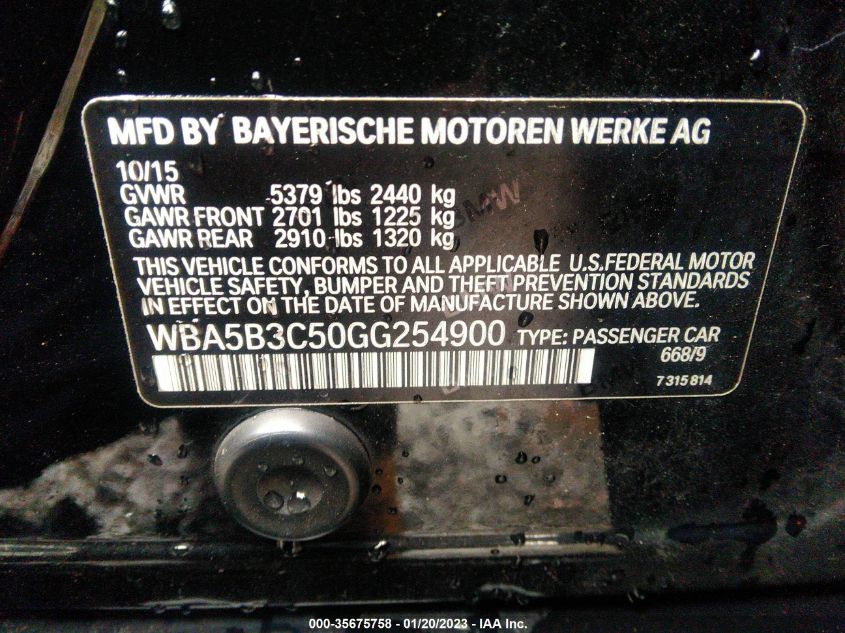 MFD BY BAYERISCHE MOTOREN WERKE AG
10/15
GVWR 5379 lbs 2440 kg
GAWR FRONT 2701 lbs 1225 kg
GAWR REAR 2910 lbs 1320 kg
THIS VEHICLE CONFORMS TO ALL APPLICABLE U.S.FEDERAL MOTOR
VEHICLE SAFETY, BUMPER AND THEFT PREVENTION STANDARDS
IN EFFECT ON THE DATE OF MANUFACTURE SHOWN ABOVE.
WBA5B3C50GG254900 TYPE: PASSENGER CAR
668/9
7 315 814
000-35675758 - 01/20/2023 - IAA Inc.